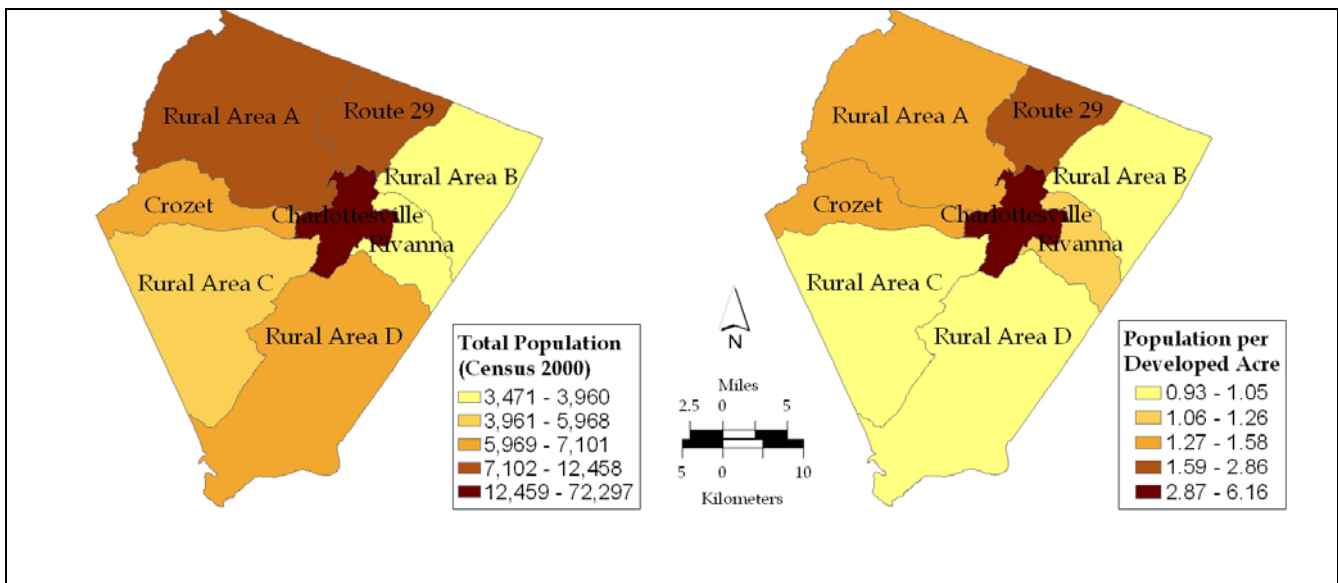 Rural Area A
Route 29
Rural Area B
Crozet
Charlottesville
Rivanna
Rural Area C
Rural Area D
Total Population
(Census 2000)
3,471 - 3,960
3,961 - 5,968
5,969 - 7,101
7,102 - 12,458
12,459 - 72,297
N
Miles
2.5 0 5
5 0 10
Kilometers
Rural Area A
Route 29
Rural Area B
Crozet
Charlottesville
Rivanna
Rural Area C
Rural Area D
Population per
Developed Acre
0.93 - 1.05
1.06 - 1.26
1.27 - 1.58
1.59 - 2.86
2.87 - 6.16